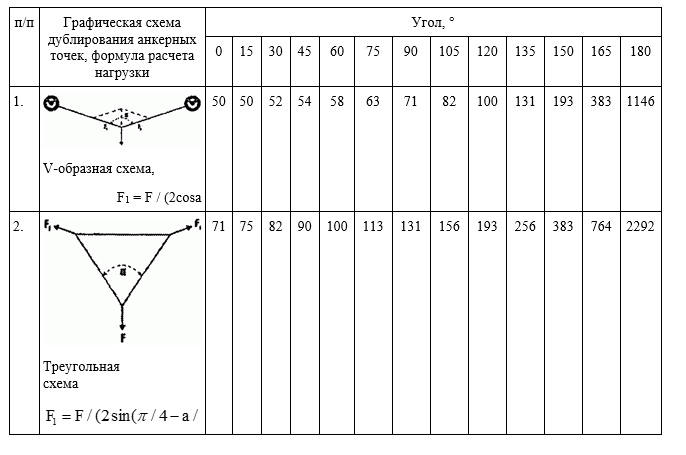 п/п Графическая схема дублирования анкерных точек, формула расчета нагрузки Угол, °
0 15 30 45 60 75 90 105 120 135 150 165 180
1. 50 50 52 54 58 63 71 82 100 131 193 383 1146
V-образная схема,
F1 = F / (2cosa
2. F₁ F₁ 71 75 82 90 100 113 131 156 193 256 383 764 2292
α
F
Треугольная
схема
F₁ = F / (2sin(π / 4 − a /